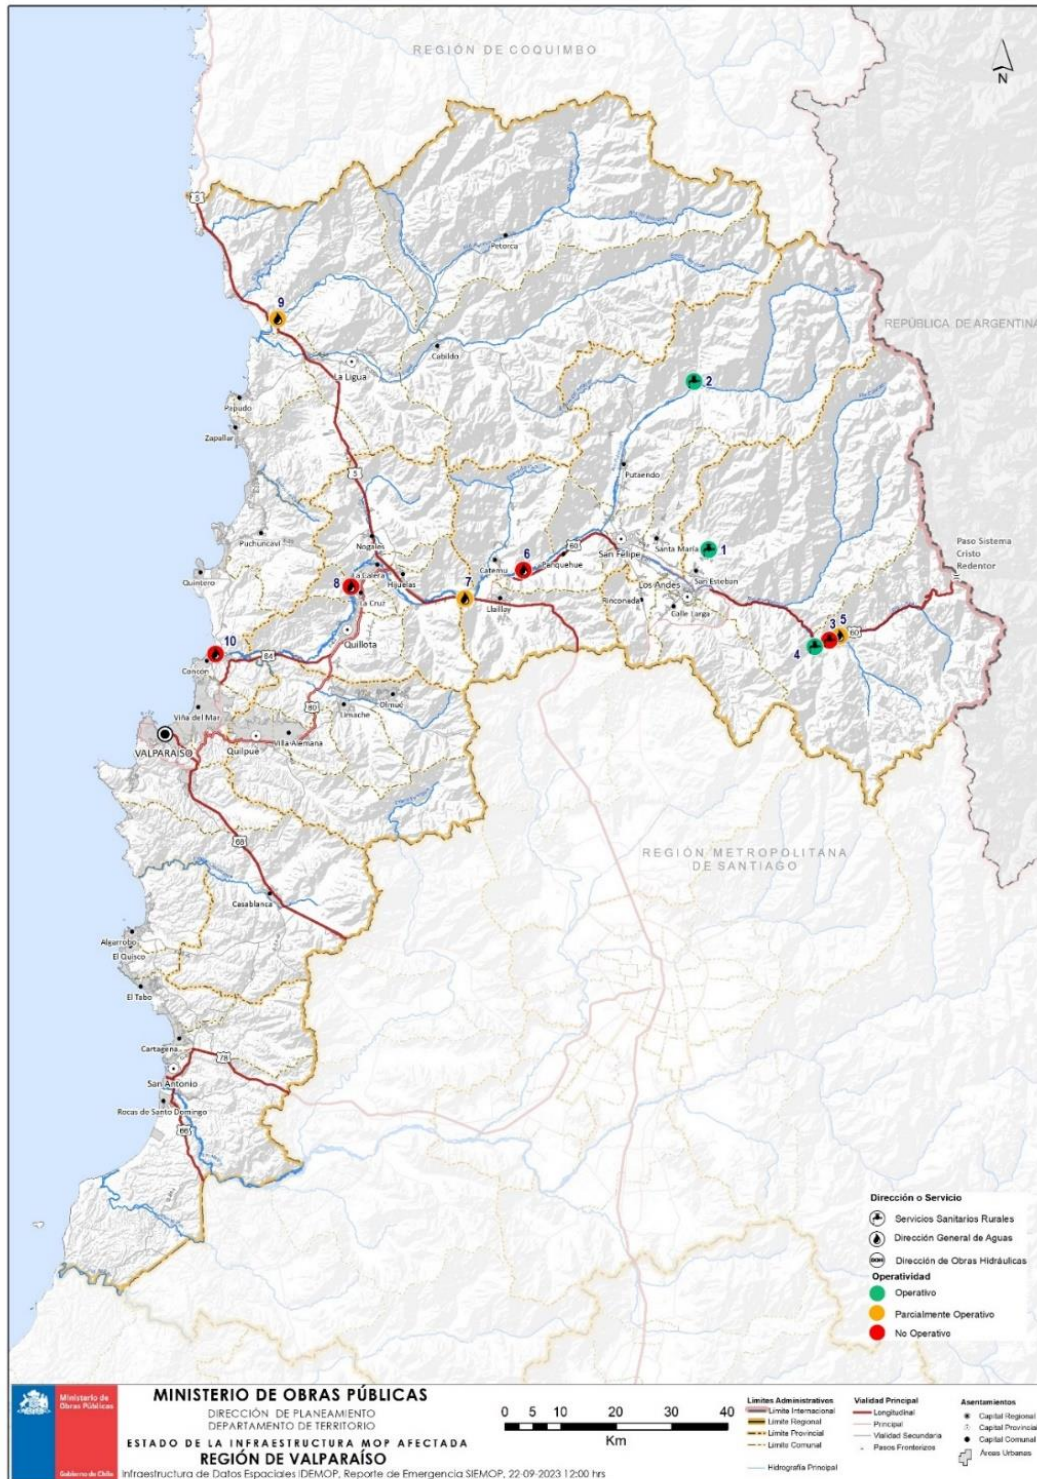 REGIÓN DE COQUIMBO
N
5
Petorca
9
REPÚBLICA DE ARGENTINA
Cabildo
La Ligua
2
Papudo
Zapallar
Putaendo
5
Puchuncaví
Nogales
Santa María
1
Paso Sistema
Cristo
Redentor
6
60
San Felipe
Panquehue
Catemu
Quintero
La Calera
8
Hijuelas
7
San Esteban
Los Andes
La Cruz
Llaillay
Rinconada
Calle Larga
3
5
60
4
Quillota
10
64
Concón
Olmué
Limache
Viña del Mar
60
Villa Alemana
Quilpué
VALPARAÍSO
68
REGIÓN METROPOLITANA
DE SANTIAGO
Casablanca
Algarrobo
El Quisco
El Tabo
Cartagena
78
San Antonio
Rocas de Santo Domingo
66
Dirección o Servicio
Servicios Sanitarios Rurales
Dirección General de Aguas
Dirección de Obras Hidráulicas
Operatividad
Operativo
Parcialmente Operativo
No Operativo
Ministerio de
Obras Públicas
Gobierno de Chile
MINISTERIO DE OBRAS PÚBLICAS
DIRECCIÓN DE PLANEAMIENTO
DEPARTAMENTO DE TERRITORIO
ESTADO DE LA INFRAESTRUCTURA MOP AFECTADA
REGIÓN DE VALPARAÍSO
Infraestructura de Datos Espaciales IDEMOP, Reporte de Emergencia SIEMOP, 22-09-2023 12:00 hrs
0 5 10 20 30 40
Km
Límites Administrativos
Límite Internacional
Límite Regional
Límite Provincial
Límite Comunal
Hidrografía Principal
Vialidad Principal
Longitudinal
Principal
Vialidad Secundaria
Pasos Fronterizos
Asentamientos
Capital Regional
Capital Provincial
Capital Comunal
Áreas Urbanas